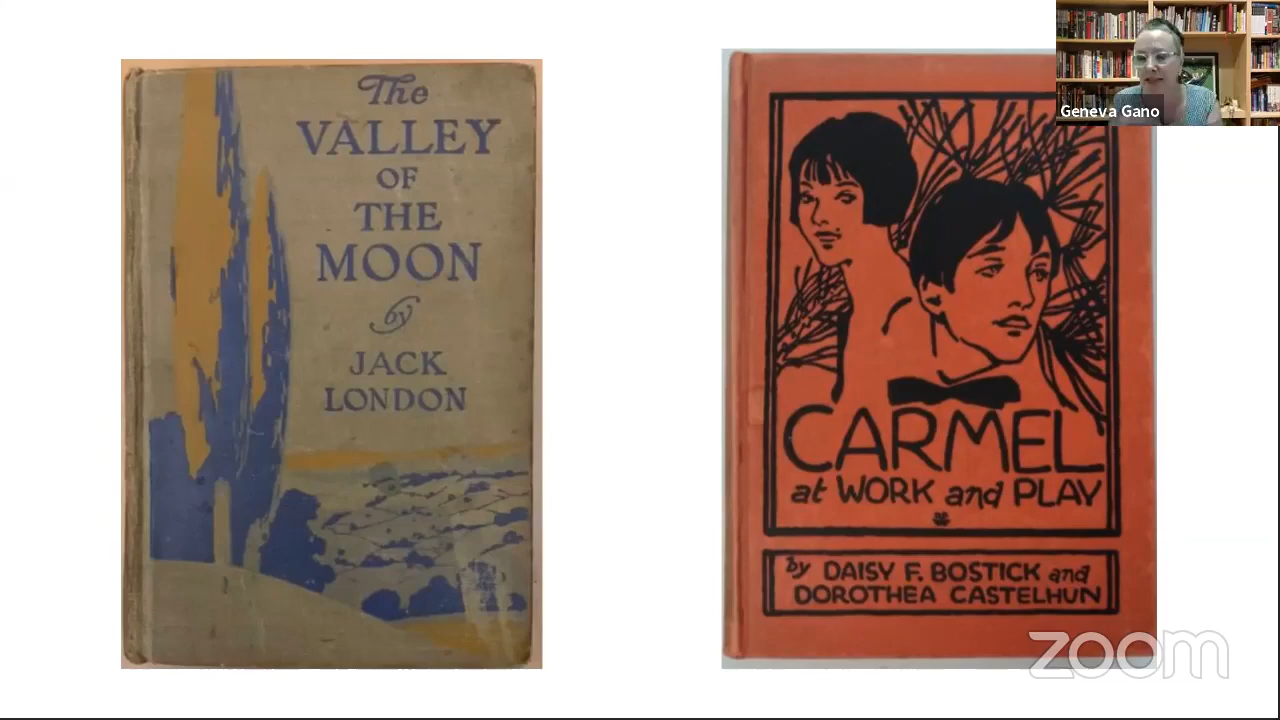 The
VALLEY
OF
THE
MOON
by
JACK
LONDON
Geneva Gano
CARMEL
at WORK and PLAY
by DAISY F. BOSTICK and
DOROTHEA CASTELHUN
zoom